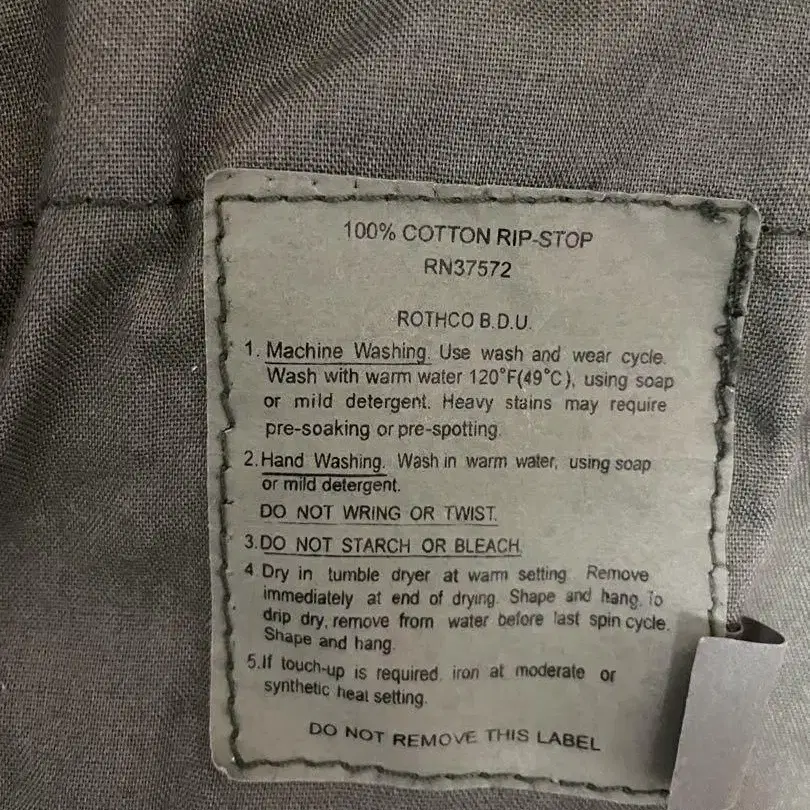 100% COTTON RIP-STOP
RN37572
ROTHCO B.D.U.
1. Machine Washing. Use wash and wear cycle.
Wash with warm water 120°F(49°C), using soap
or mild detergent. Heavy stains may require
pre-soaking or pre-spotting.
2. Hand Washing. Wash in warm water, using soap
or mild detergent.
DO NOT WRING OR TWIST.
3. DO NOT STARCH OR BLEACH.
4. Dry in tumble dryer at warm setting. Remove
immediately at end of drying. Shape and hang. To
drip dry, remove from water before last spin cycle.
Shape and hang.
5. If touch-up is required, iron at moderate or
synthetic heat setting.
DO NOT REMOVE THIS LABEL